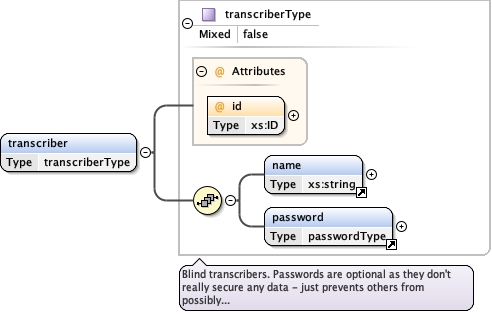 transcriberType
Mixed false
@ Attributes
@ id
Type xs:ID
transcriber
Type transcriberType
name
Type xs:string
password
Type passwordType
Blind transcribers. Passwords are optional as they don't
really secure any data - just prevents others from
possibly...